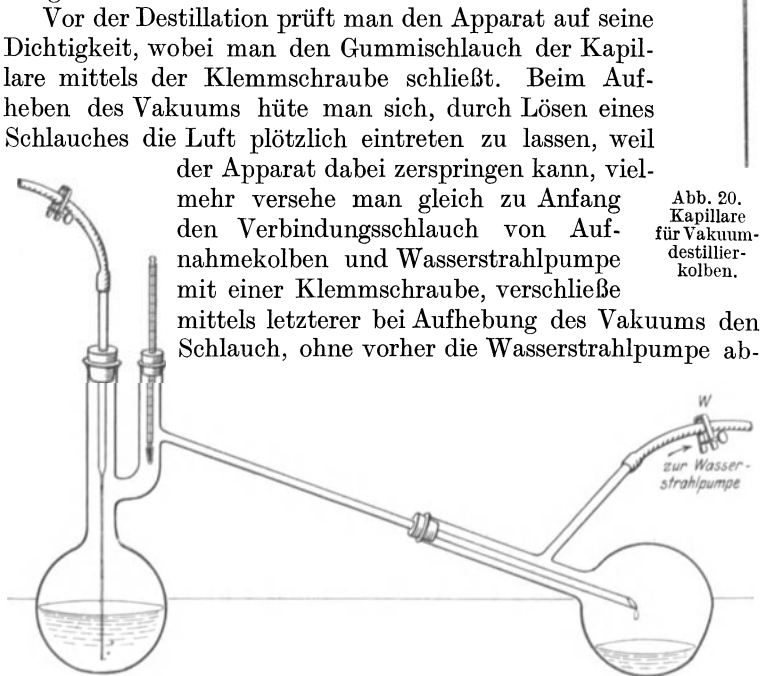 Vor der Destillation prüft man den Apparat auf seine
Dichtigkeit, wobei man den Gummischlauch der Kapil-
lare mittels der Klemmschraube schließt. Beim Auf-
heben des Vakuums hüte man sich, durch Lösen eines
Schlauches die Luft plötzlich eintreten zu lassen, weil
der Apparat dabei zerspringen kann, viel-
mehr versehe man gleich zu Anfang
den Verbindungsschlauch von Auf-
nahmekolben und Wasserstrahlpumpe
mit einer Klemmschraube, verschließe
mittels letzterer bei Aufhebung des Vakuums den
Schlauch, ohne vorher die Wasserstrahlpumpe ab-
Abb. 20.
Kapillare
für Vakuum-
destillier-
kolben.
W
zur Wasser-
strahlpumpe